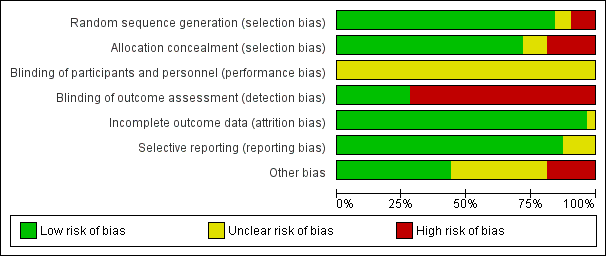 Random sequence generation (selection bias)
Allocation concealment (selection bias)
Blinding of participants and personnel (performance bias)
Blinding of outcome assessment (detection bias)
Incomplete outcome data (attrition bias)
Selective reporting (reporting bias)
Other bias
0% 25% 50% 75% 100%
Low risk of bias Unclear risk of bias High risk of bias